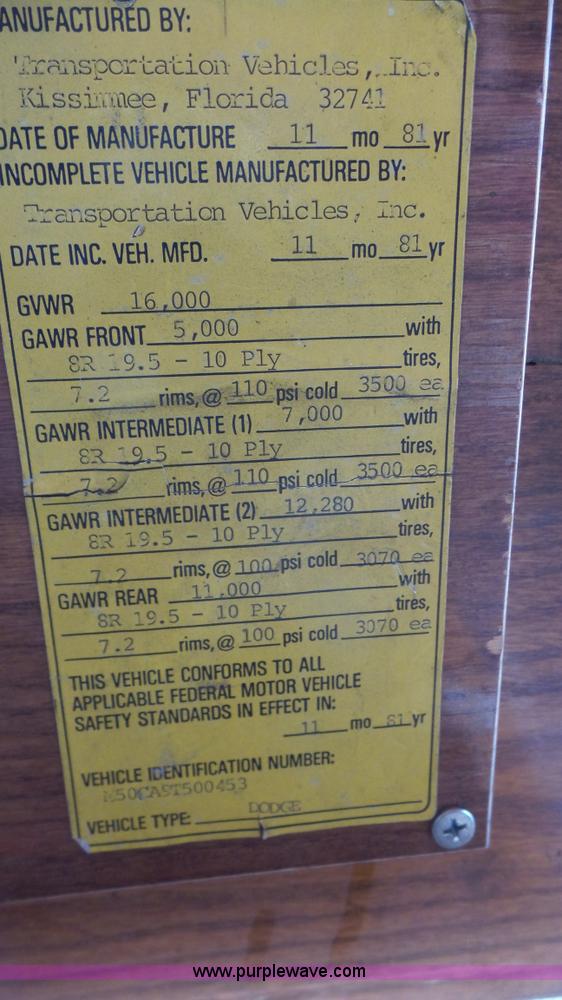 ANUFACTURED BY:
Transportation Vehicles, Inc.
Kissimmee, Florida 32741
DATE OF MANUFACTURE 11 mo 81 yr
INCOMPLETE VEHICLE MANUFACTURED BY:
Transportation Vehicles, Inc.
DATE INC. VEH. MFD. 11 mo 81 yr
GVWR 16,000
GAWR FRONT 5,000 with
8R 19.5 - 10 Ply tires,
7.2 rims, @ 110 psi cold 3500 ea
GAWR INTERMEDIATE (1) 7,000 with
8R 19.5 - 10 Ply tires,
7.2 rims, @ 110 psi cold 3500 ea
GAWR INTERMEDIATE (2) 12,280 with
8R 19.5 - 10 Ply tires,
7.2 rims, @ 100 psi cold 3070 ea
GAWR REAR 11,000 with
8R 19.5 - 10 Ply tires,
7.2 rims, @ 100 psi cold 3070 ea
THIS VEHICLE CONFORMS TO ALL
APPLICABLE FEDERAL MOTOR VEHICLE
SAFETY STANDARDS IN EFFECT IN:
11 mo 81 yr
VEHICLE IDENTIFICATION NUMBER:
VEHICLE TYPE DODGE
www.purplewave.com